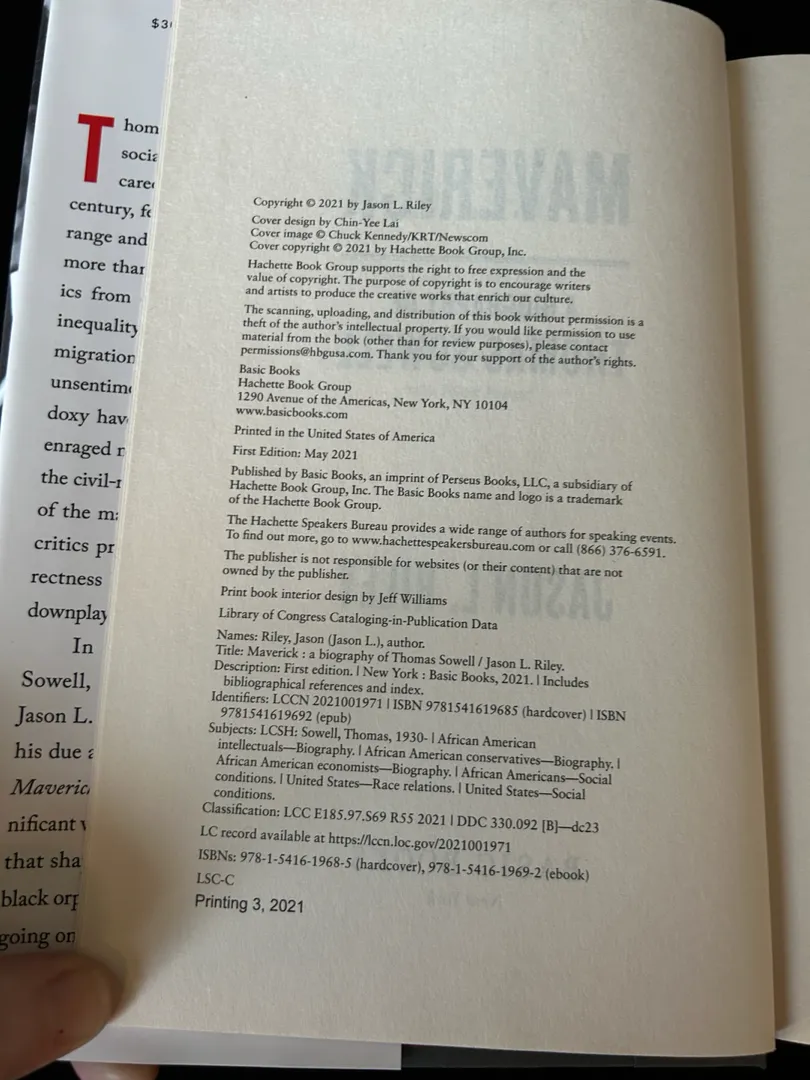 $3
T
hom
socia
care
century, fe
range and
more than
ics from
inequality
migration
unsentime
doxy hav
enraged r
the civil-r
of the m
critics pr
rectness
downplay
In
Sowell,
Jason L.
his due a
Maveric
nificant v
that sha
black orp
going on
MAVERICK
Copyright © 2021 by Jason L. Riley
Cover design by Chin-Yee Lai
Cover image © Chuck Kennedy/KRT/Newscom
Cover copyright © 2021 by Hachette Book Group, Inc.
Hachette Book Group supports the right to free expression and the
value of copyright. The purpose of copyright is to encourage writers
and artists to produce the creative works that enrich our culture.
The scanning, uploading, and distribution of this book without permission is a
theft of the author's intellectual property. If you would like permission to use
material from the book (other than for review purposes), please contact
permissions@hbgusa.com. Thank you for your support of the author's rights.
Basic Books
Hachette Book Group
1290 Avenue of the Americas, New York, NY 10104
www.basicbooks.com
Printed in the United States of America
First Edition: May 2021
Published by Basic Books, an imprint of Perseus Books, LLC, a subsidiary of
Hachette Book Group, Inc. The Basic Books name and logo is a trademark
of the Hachette Book Group.
The Hachette Speakers Bureau provides a wide range of authors for speaking events.
To find out more, go to www.hachettespeakersbureau.com or call (866) 376-6591.
The publisher is not responsible for websites (or their content) that are not
owned by the publisher.
Print book interior design by Jeff Williams
Library of Congress Cataloging-in-Publication Data
Names: Riley, Jason (Jason L.), author.
Title: Maverick : a biography of Thomas Sowell / Jason L. Riley.
Description: First edition. | New York : Basic Books, 2021. | Includes
bibliographical references and index.
Identifiers: LCCN 2021001971 | ISBN 9781541619685 (hardcover) | ISBN
9781541619692 (epub)
Subjects: LCSH: Sowell, Thomas, 1930- | African American
intellectuals—Biography. | African American conservatives—Biography. |
African American economists—Biography. | African Americans—Social
conditions. | United States—Race relations. | United States—Social
conditions.
Classification: LCC E185.97.S69 R55 2021 | DDC 330.092 [B]—dc23
LC record available at https://lccn.loc.gov/2021001971
ISBNs: 978-1-5416-1968-5 (hardcover), 978-1-5416-1969-2 (ebook)
LSC-C
Printing 3, 2021